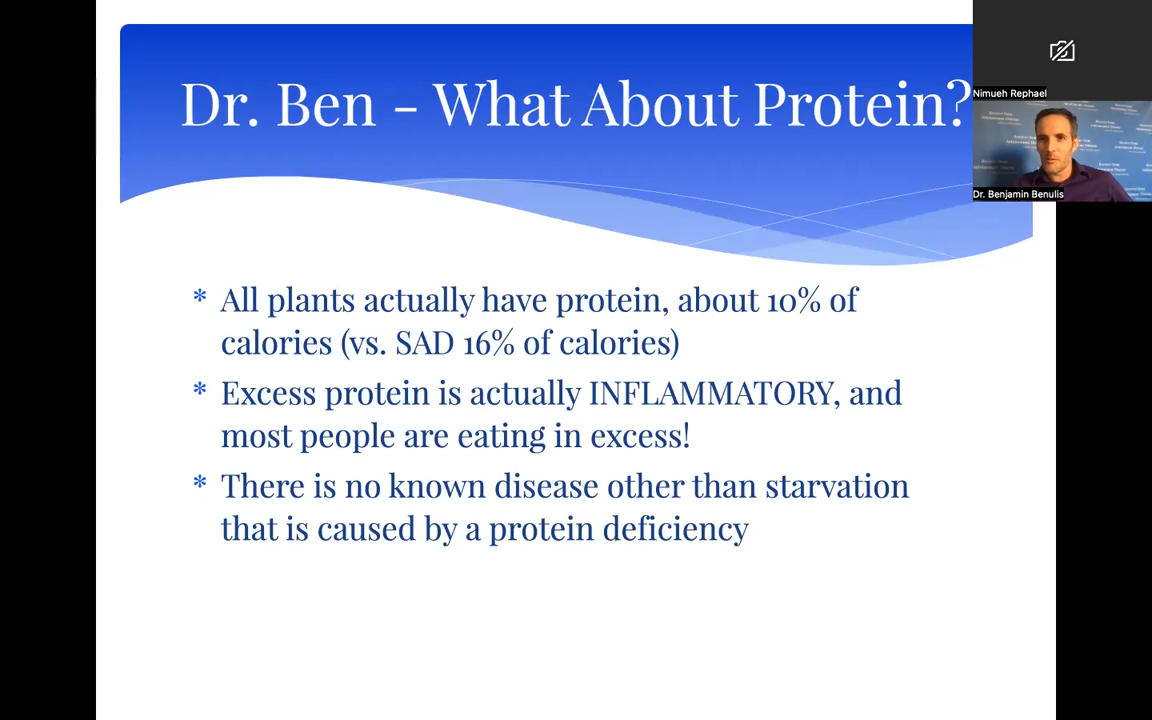 Dr. Ben - What About Protein?
Nimueh Rephael
Dr. Benjamin Benulis
* All plants actually have protein, about 10% of
calories (vs. SAD 16% of calories)
* Excess protein is actually INFLAMMATORY, and
most people are eating in excess!
* There is no known disease other than starvation
that is caused by a protein deficiency